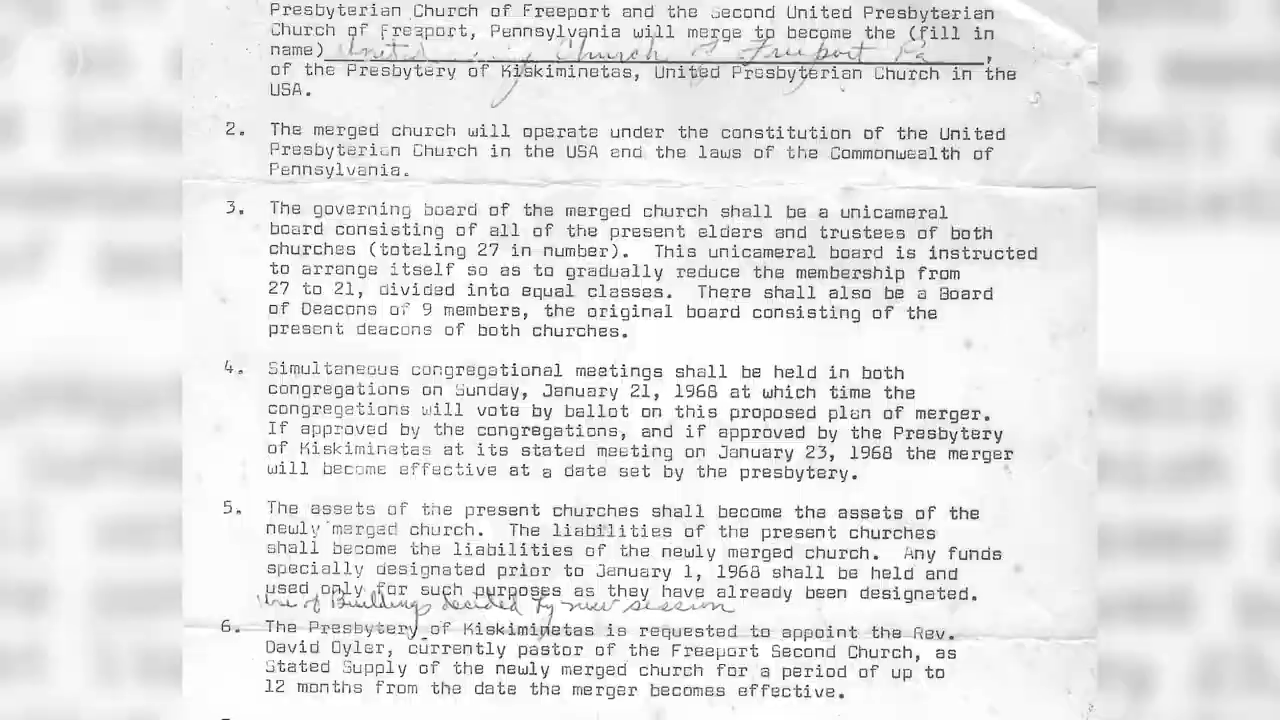 Presbyterian Church of Freeport and the Second United Presbyterian
Church of Freeport, Pennsylvania will merge to become the (fill in
name) United Church of Freeport Pa,
of the Presbytery of Kiskiminetas, United Presbyterian Church in the
USA.
2. The merged church will operate under the constitution of the United
Presbyterian Church in the USA and the laws of the Commonwealth of
Pennsylvania.
3. The governing board of the merged church shall be a unicameral
board consisting of all of the present elders and trustees of both
churches (totaling 27 in number). This unicameral board is instructed
to arrange itself so as to gradually reduce the membership from
27 to 21, divided into equal classes. There shall also be a Board
of Deacons of 9 members, the original board consisting of the
present deacons of both churches.
4. Simultaneous congregational meetings shall be held in both
congregations on Sunday, January 21, 1968 at which time the
congregations will vote by ballot on this proposed plan of merger.
If approved by the congregations, and if approved by the Presbytery
of Kiskiminetas at its stated meeting on January 23, 1968 the merger
will become effective at a date set by the presbytery.
5. The assets of the present churches shall become the assets of the
newly merged church. The liabilities of the present churches
shall become the liabilities of the newly merged church. Any funds
specially designated prior to January 1, 1968 shall be held and
used only for such purposes as they have already been designated.
Use of Buildings decided by new session
6. The Presbytery of Kiskiminetas is requested to appoint the Rev.
David Oyler, currently pastor of the Freeport Second Church, as
Stated Supply of the newly merged church for a period of up to
12 months from the date the merger becomes effective.